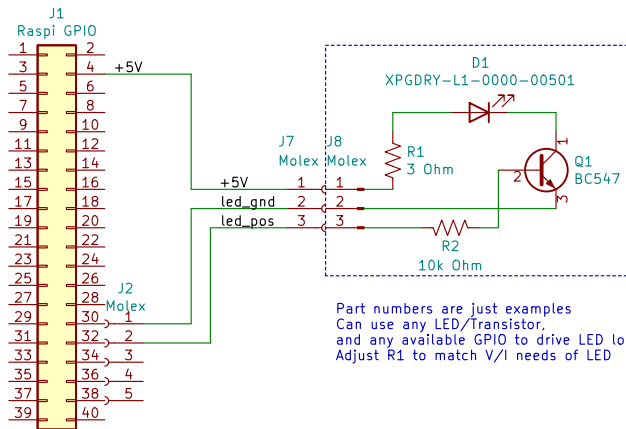 J1
Raspi GPIO
1 2
3 4 +5V
5 6
7 8
9 10
11 12
13 14
15 16
17 18
19 20
21 22
23 24
25 26
27 28
29 30
31 32
33 34
35 36
37 38
39 40
J2
Molex
1
2
3
4
5
J7 J8
Molex Molex
+5V 1 1
led_gnd 2 2
led_pos 3 3
D1
XPGDRY-L1-0000-00501
R1
3 Ohm
1
2
3
Q1
BC547
R2
10k Ohm
Part numbers are just examples
Can use any LED/Transistor,
and any available GPIO to drive LED lo
Adjust R1 to match V/I needs of LED